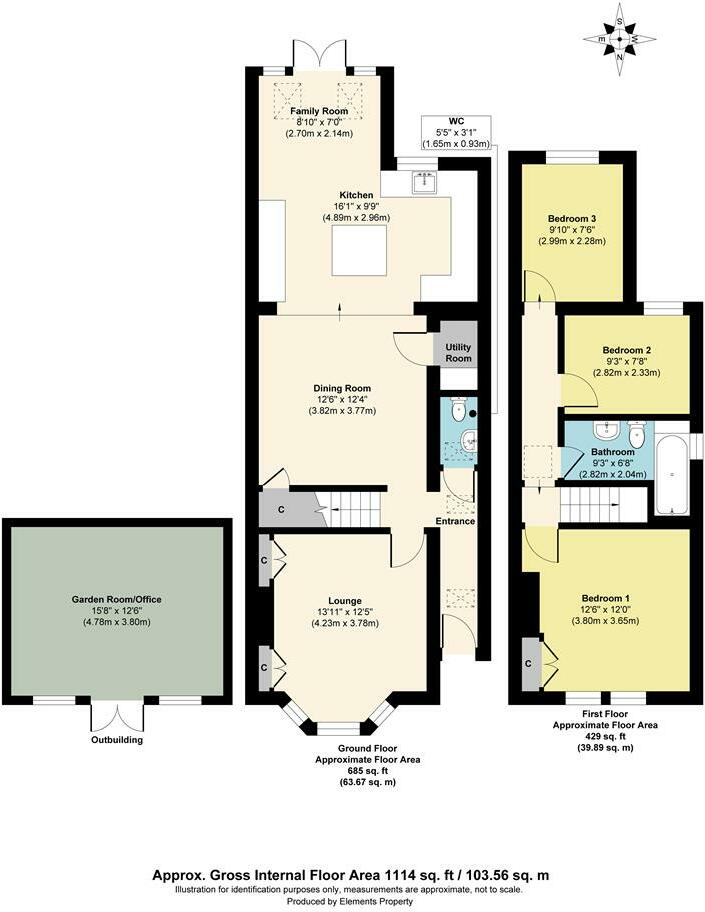 S
E
W
N
Family Room
8'10" x 7'0"
(2.70m x 2.14m)
WC
5'5" x 3'1"
(1.65m x 0.93m)
Kitchen
16'1" x 9'9"
(4.89m x 2.96m)
Utility
Room
Dining Room
12'6" x 12'4"
(3.82m x 3.77m)
C
Entrance
C
Lounge
13'11" x 12'5"
(4.23m x 3.78m)
C
Ground Floor
Approximate Floor Area
685 sq. ft
(63.67 sq. m)
Garden Room/Office
15'8" x 12'6"
(4.78m x 3.80m)
Outbuilding
Bedroom 3
9'10" x 7'6"
(2.99m x 2.28m)
Bedroom 2
9'3" x 7'8"
(2.82m x 2.33m)
Bathroom
9'3" x 6'8"
(2.82m x 2.04m)
Bedroom 1
12'6" x 12'0"
(3.80m x 3.65m)
C
First Floor
Approximate Floor Area
429 sq. ft
(39.89 sq. m)
Approx. Gross Internal Floor Area 1114 sq. ft / 103.56 sq. m
Illustration for identification purposes only, measurements are approximate, not to scale.
Produced by Elements Property